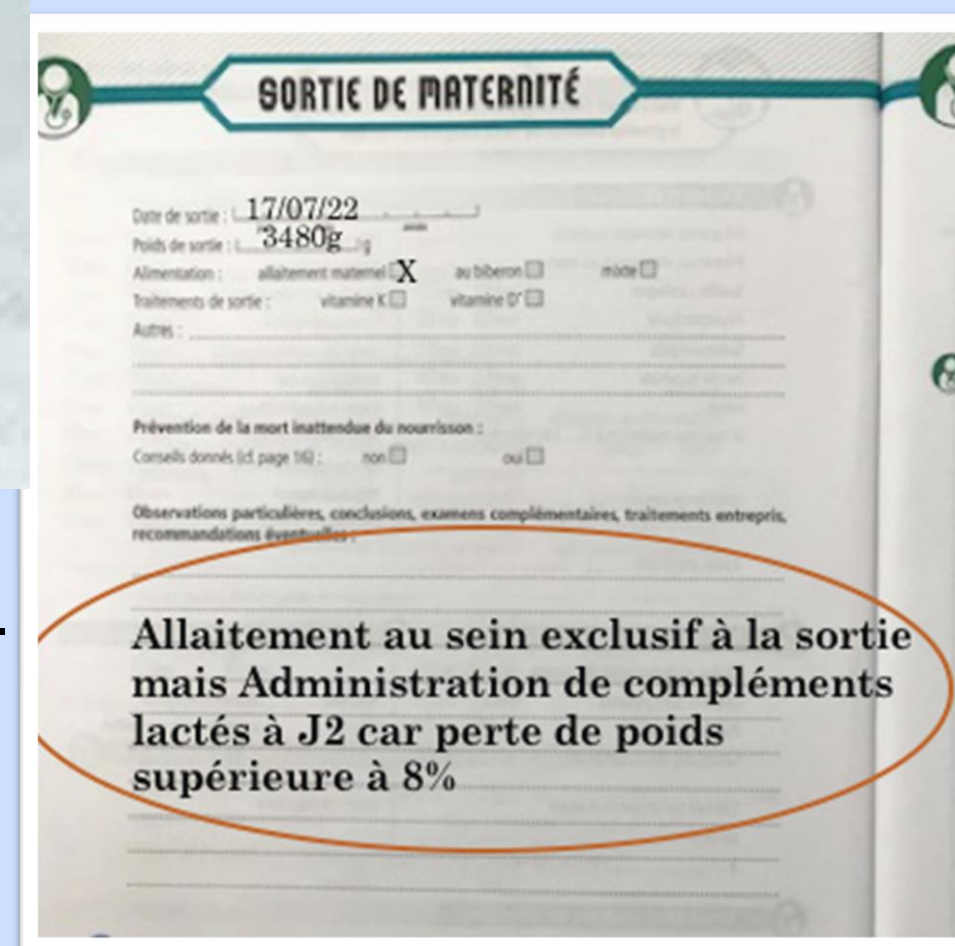 SORTIE DE MATERNITÉ
Date de sortie : 17/07/22
Poids de sortie : 3480g g
Alimentation : allaitement maternel X au biberon mixte
Traitements de sortie : vitamine K vitamine D*
Autres :
Prévention de la mort inattendue du nourrisson :
Conseils donnés (cf. page 16) : non oui
Observations particulières, conclusions, examens complémentaires, traitements entrepris,
recommandations éventuelles :
Allaitement au sein exclusif à la sortie
mais Administration de compléments
lactés à J2 car perte de poids
supérieure à 8%